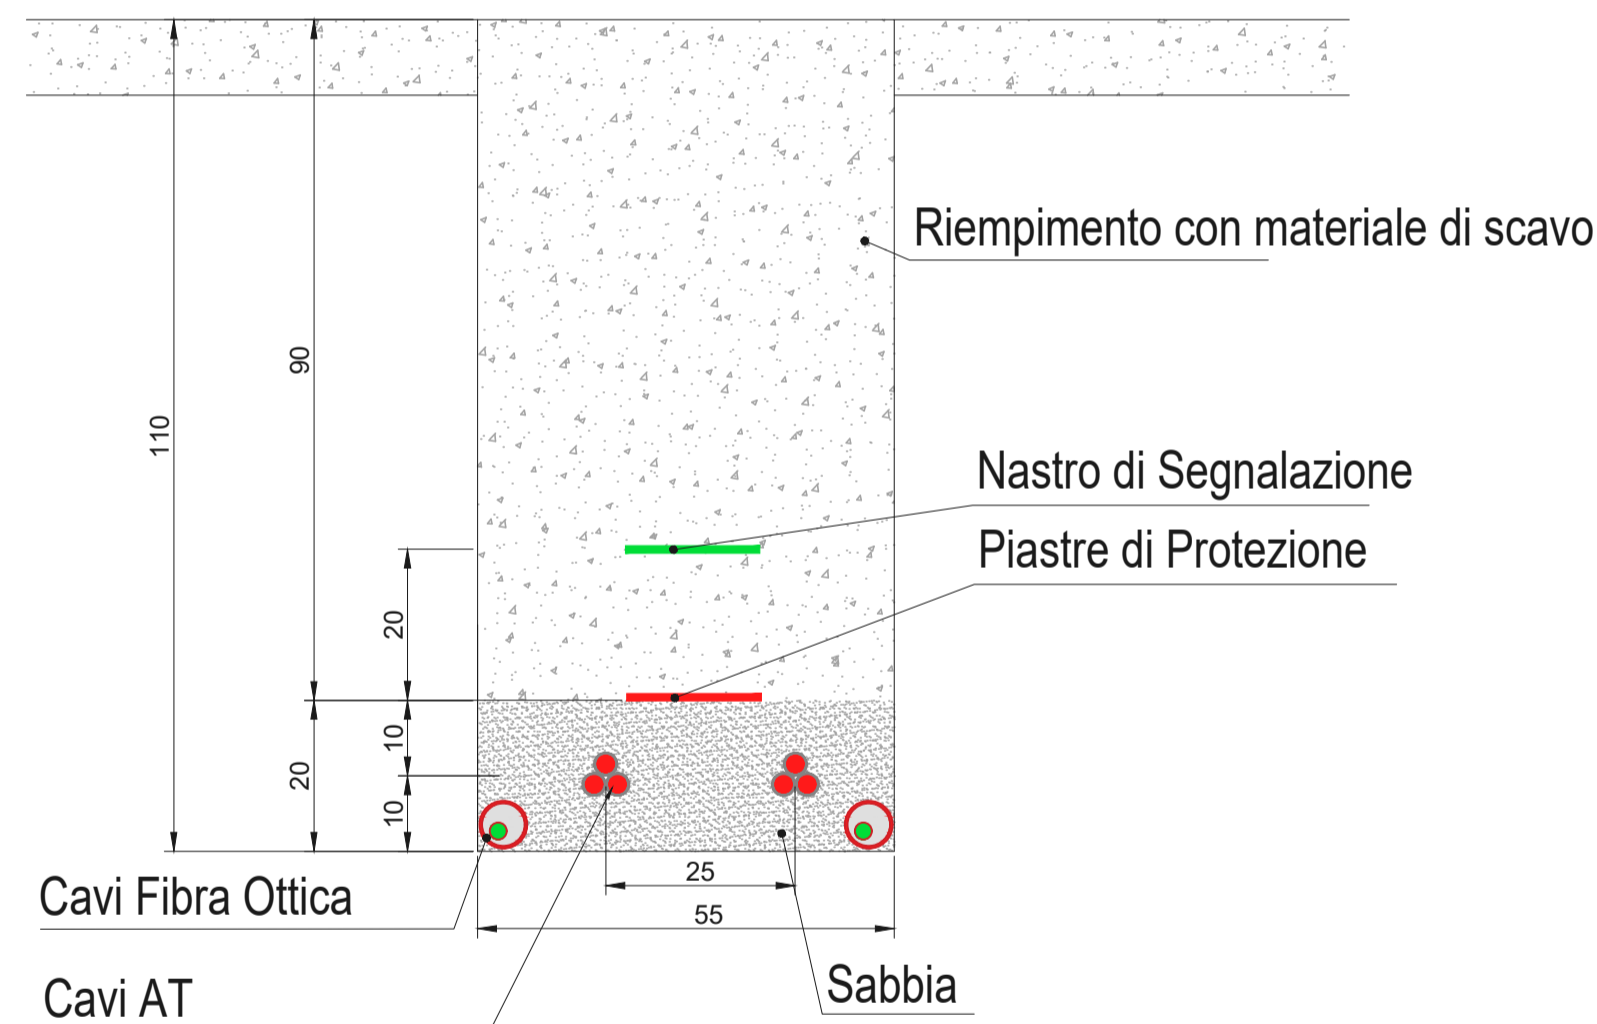 Riempimento con materiale di scavo
90
110
Nastro di Segnalazione
Piastre di Protezione
20
10
20
10
25
Cavi Fibra Ottica
55
Sabbia
Cavi AT